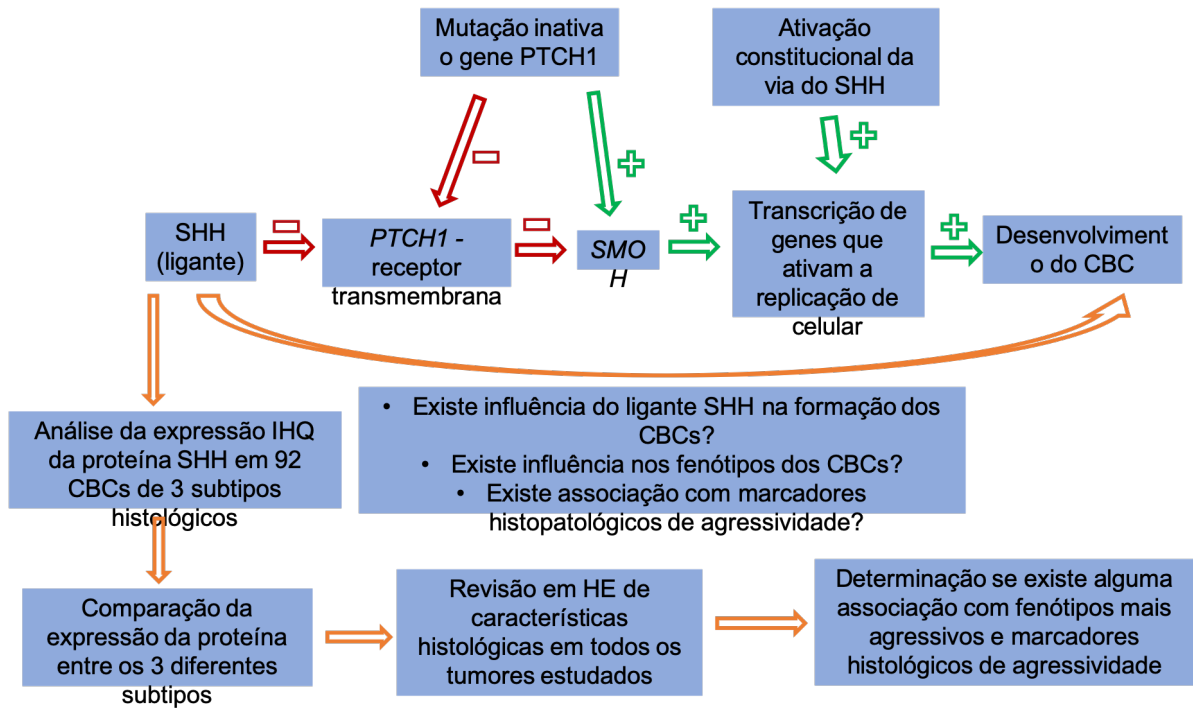 Mutação inativa
o gene PTCH1
Ativação
constitucional da
via do SHH
SHH
(ligante)
PTCH1 -
receptor
transmembrana
SMO
H
Transcrição de
genes que
ativam a
replicação de
celular
Desenvolviment
o do CBC
Análise da expressão IHQ
da proteína SHH em 92
CBCs de 3 subtipos
histológicos
• Existe influência do ligante SHH na formação dos
CBCs?
• Existe influência nos fenótipos dos CBCs?
• Existe associação com marcadores
histopatológicos de agressividade?
Comparação da
expressão da proteína
entre os 3 diferentes
subtipos
Revisão em HE de
características
histológicas em todos os
tumores estudados
Determinação se existe alguma
associação com fenótipos mais
agressivos e marcadores
histológicos de agressividade